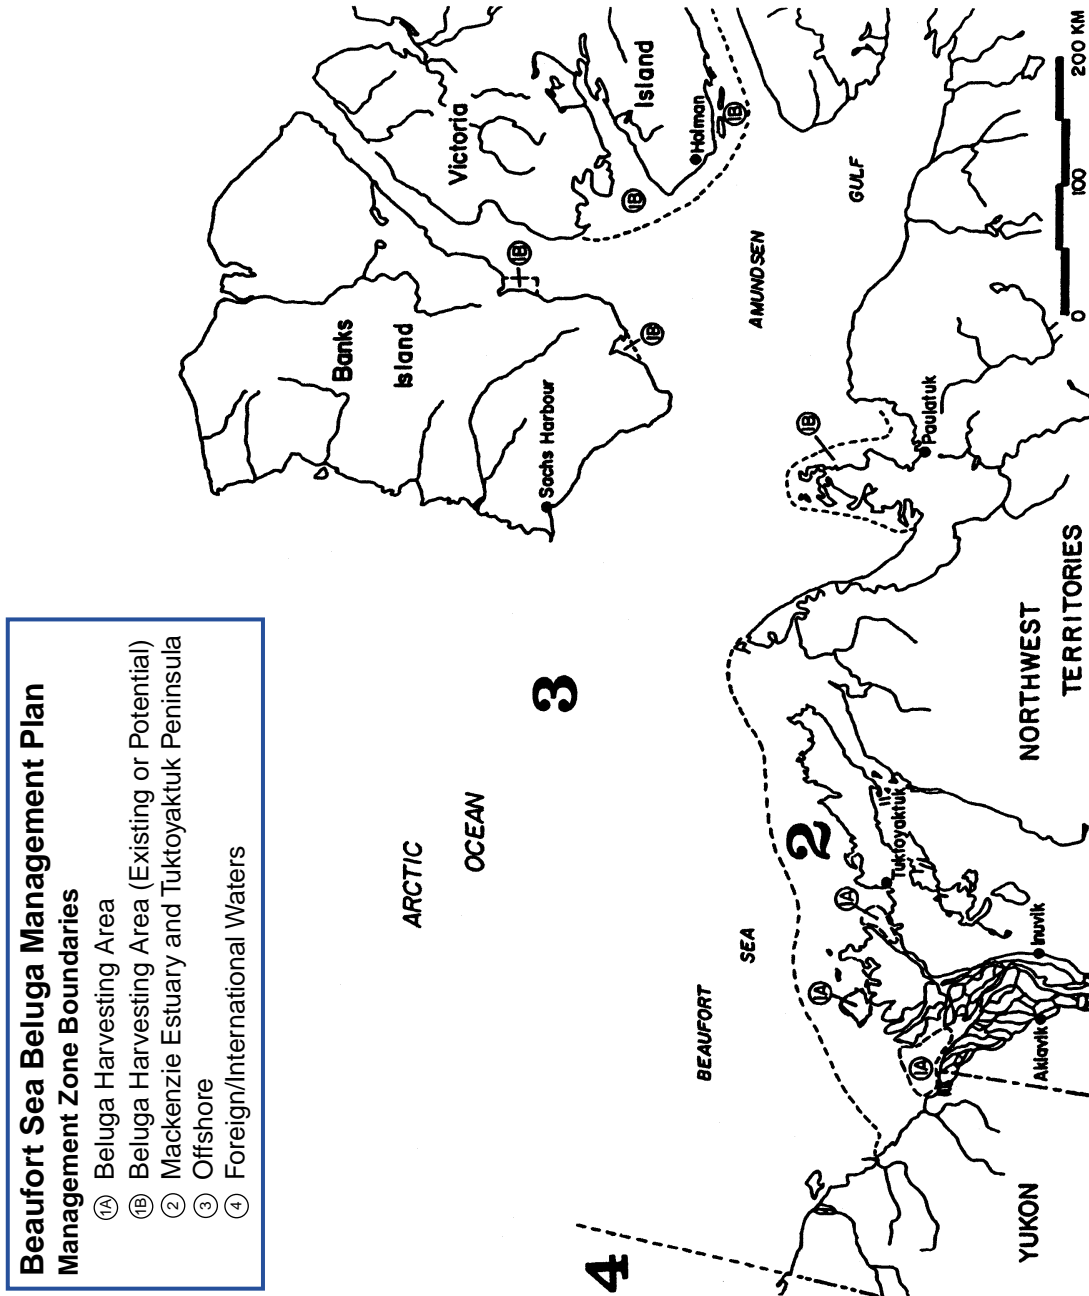 Beaufort Sea Beluga Management Plan
Management Zone Boundaries
1A Beluga Harvesting Area
1B Beluga Harvesting Area (Existing or Potential)
2 Mackenzie Estuary and Tuktoyaktuk Peninsula
3 Offshore
4 Foreign/International Waters
Banks
Island
Victoria
Island
Holman
1B
1B
1B
1B
Sachs Harbour
ARCTIC
OCEAN
3
AMUNDSEN
GULF
BEAUFORT
SEA
4
2
1B
Paulatuk
1A
1A
1A
Tuktoyaktuk
Inuvik
Aklavik
YUKON
NORTHWEST
TERRITORIES
0 100 200 KM